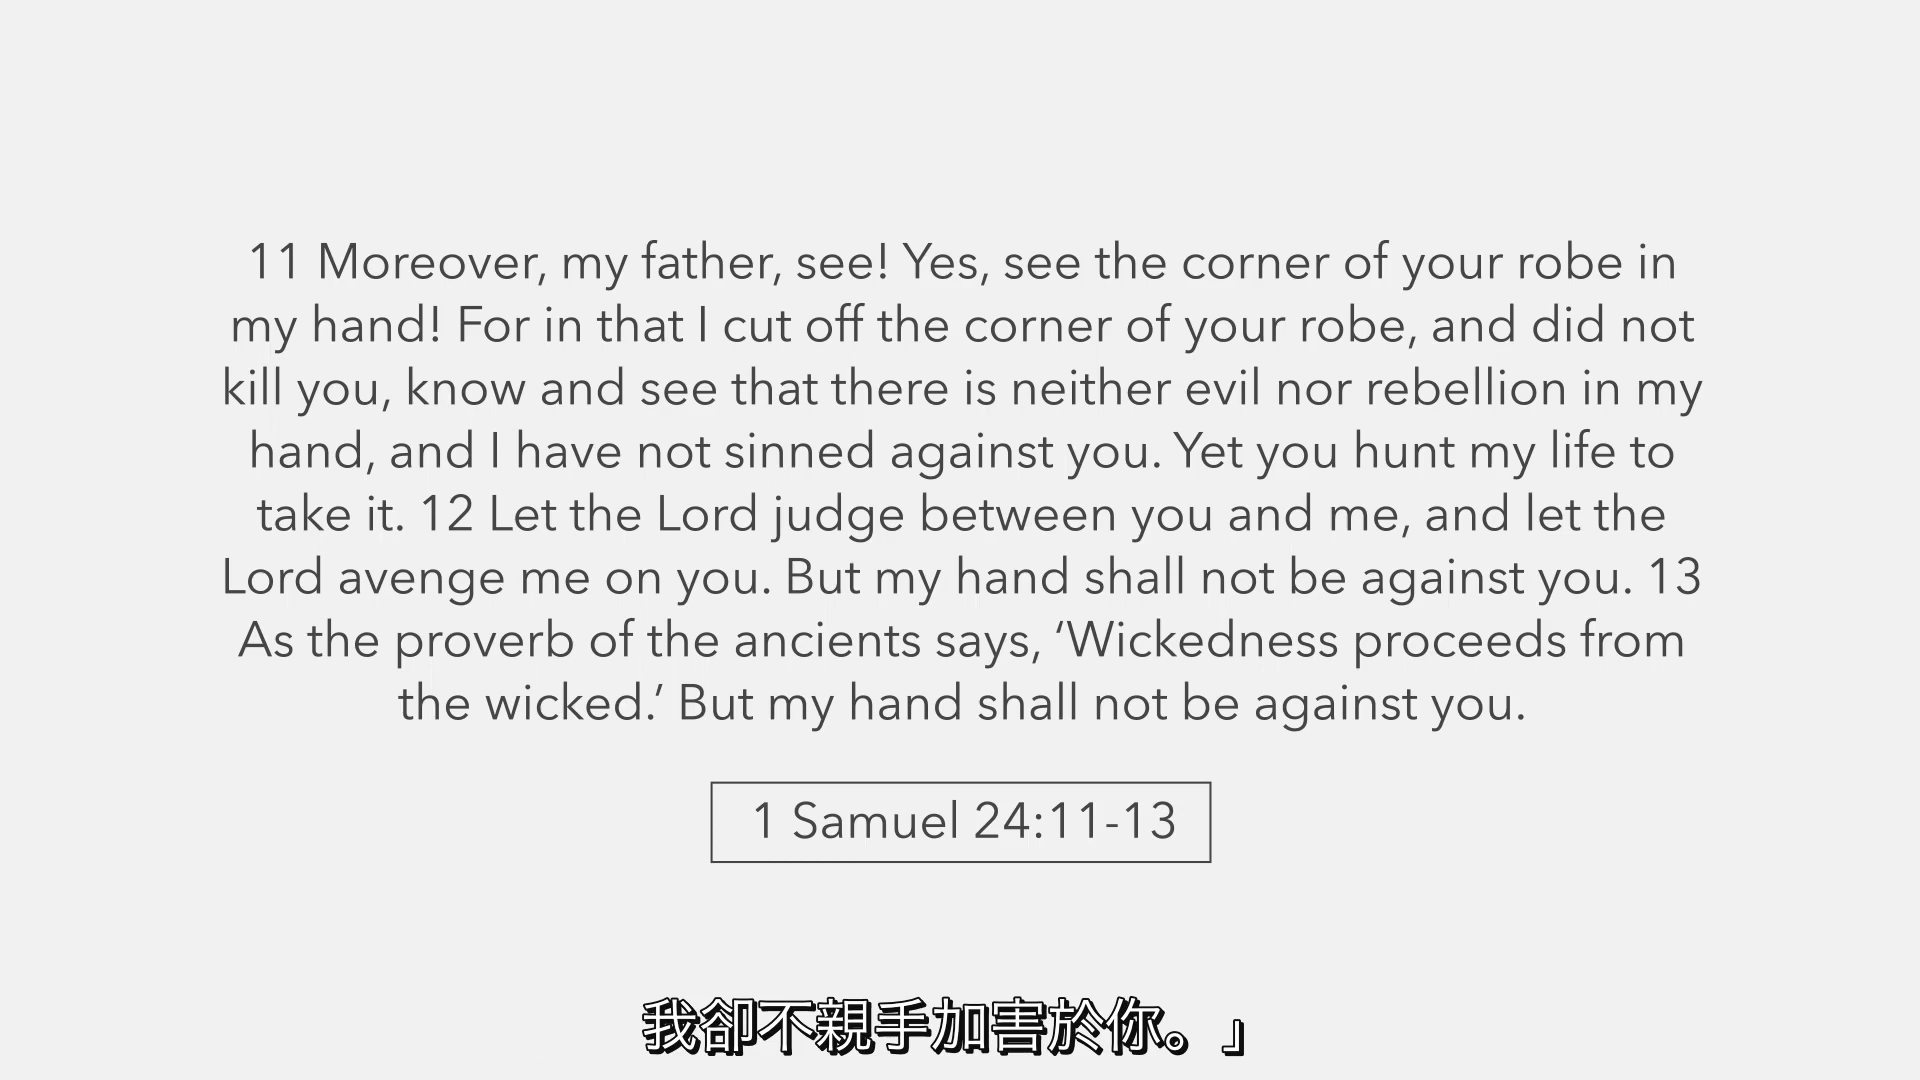 11 Moreover, my father, see! Yes, see the corner of your robe in
my hand! For in that I cut off the corner of your robe, and did not
kill you, know and see that there is neither evil nor rebellion in my
hand, and I have not sinned against you. Yet you hunt my life to
take it. 12 Let the Lord judge between you and me, and let the
Lord avenge me on you. But my hand shall not be against you. 13
As the proverb of the ancients says, ‘Wickedness proceeds from
the wicked.’ But my hand shall not be against you.
1 Samuel 24:11-13
我卻不親手加害於你。」